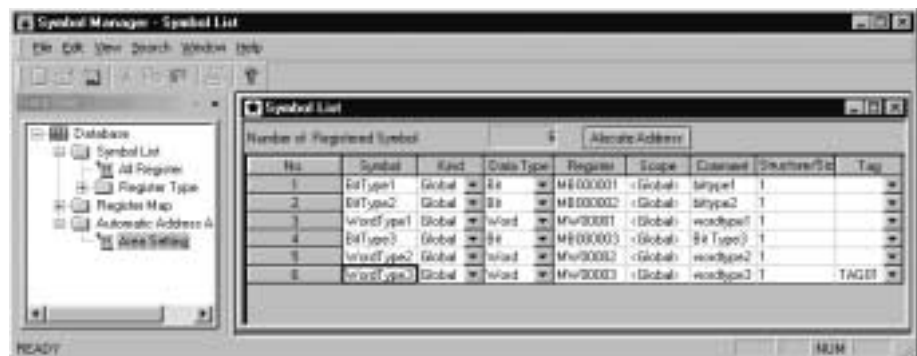 Symbol Manager - Symbol List
File Edit View Search Window Help
Database
Symbol List
All Register
Register Type
Register Map
Automatic Address A
Area Setting
Symbol List
Number of Registered Symbol 6 Allocate Address
No. Symbol Kind Data Type Register Scope Comment Structure/Siz Tag
1 BitType1 Global Bit MB000001 <Global> bittype1 1
2 BitType2 Global Bit MB000002 <Global> bittype2 1
3 WordType1 Global Word MW00001 <Global> wordtype1 1
4 BitType3 Global Bit MB000003 <Global> Bit Type3 1
5 WordType2 Global Word MW00002 <Global> wordtype2 1
6 WordType3 Global Word MW00003 <Global> wordtype3 1 TAG01
READY NUM